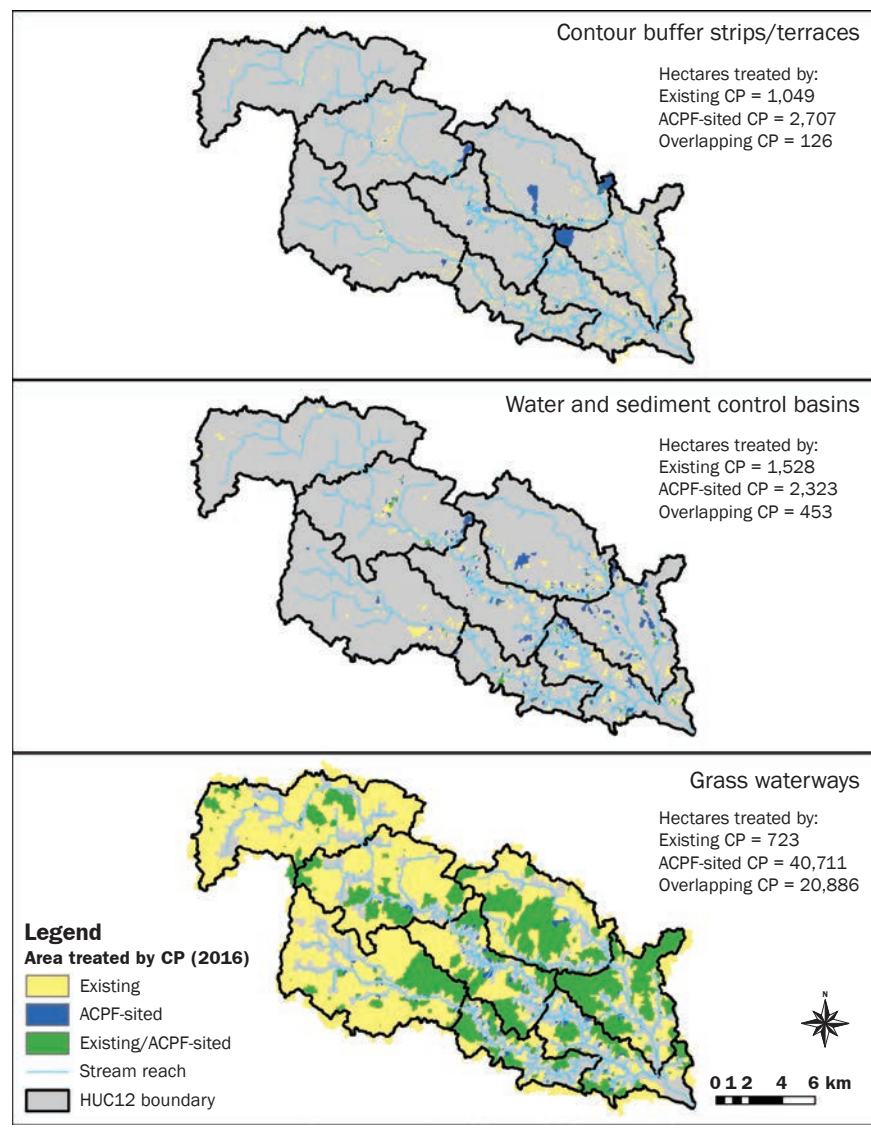 Contour buffer strips/terraces
Hectares treated by:
Existing CP = 1,049
ACPF-sited CP = 2,707
Overlapping CP = 126
Water and sediment control basins
Hectares treated by:
Existing CP = 1,528
ACPF-sited CP = 2,323
Overlapping CP = 453
Grass waterways
Hectares treated by:
Existing CP = 723
ACPF-sited CP = 40,711
Overlapping CP = 20,886
Legend
Area treated by CP (2016)
Existing
ACPF-sited
Existing/ACPF-sited
Stream reach
HUC12 boundary
N
0 1 2 4 6 km